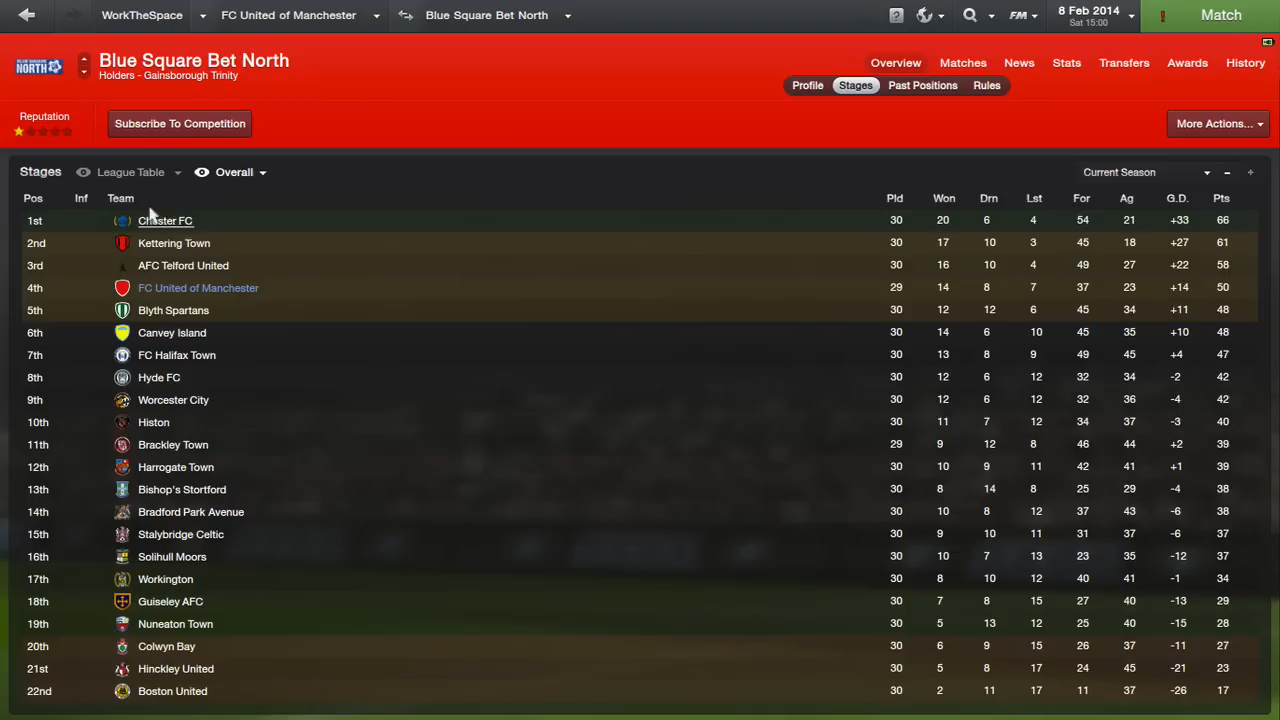 WorkTheSpace FC United of Manchester Blue Square Bet North ? FM 8 Feb 2014 Sat 15:00 ! Match
BLUE SQUARE BET NORTH
Blue Square Bet North
Holders - Gainsborough Trinity
Overview Matches News Stats Transfers Awards History
Profile Stages Past Positions Rules
Reputation
Subscribe To Competition More Actions...
Stages League Table Overall Current Season
Pos Inf Team Pld Won Drn Lst For Ag G.D. Pts
1st Chester FC 30 20 6 4 54 21 +33 66
2nd Kettering Town 30 17 10 3 45 18 +27 61
3rd AFC Telford United 30 16 10 4 49 27 +22 58
4th FC United of Manchester 29 14 8 7 37 23 +14 50
5th Blyth Spartans 30 12 12 6 45 34 +11 48
6th Canvey Island 30 14 6 10 45 35 +10 48
7th FC Halifax Town 30 13 8 9 49 45 +4 47
8th Hyde FC 30 12 6 12 32 34 -2 42
9th Worcester City 30 12 6 12 32 36 -4 42
10th Histon 30 11 7 12 34 37 -3 40
11th Brackley Town 29 9 12 8 46 44 +2 39
12th Harrogate Town 30 10 9 11 42 41 +1 39
13th Bishop's Stortford 30 8 14 8 25 29 -4 38
14th Bradford Park Avenue 30 10 8 12 37 43 -6 38
15th Stalybridge Celtic 30 9 10 11 31 37 -6 37
16th Solihull Moors 30 10 7 13 23 35 -12 37
17th Workington 30 8 10 12 40 41 -1 34
18th Guiseley AFC 30 7 8 15 27 40 -13 29
19th Nuneaton Town 30 5 13 12 25 40 -15 28
20th Colwyn Bay 30 6 9 15 26 37 -11 27
21st Hinckley United 30 5 8 17 24 45 -21 23
22nd Boston United 30 2 11 17 11 37 -26 17